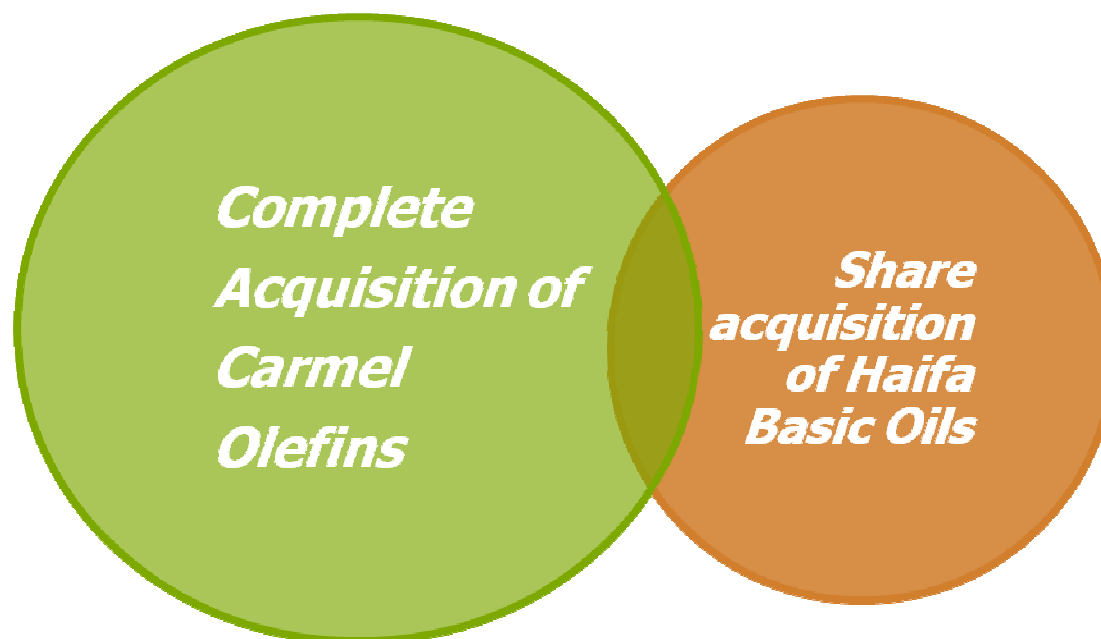 Complete
Acquisition of
Carmel
Olefins
Share
acquisition
of Haifa
Basic Oils